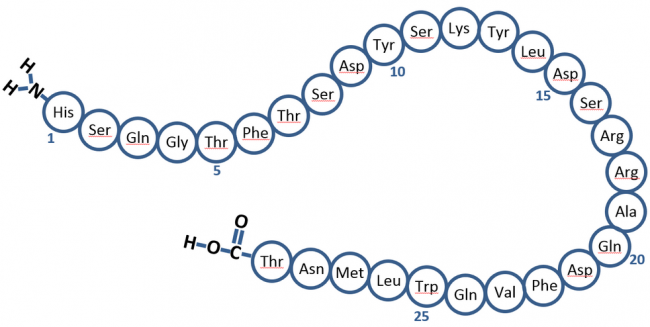 H
H N
His
1
Ser
Gln
Gly
Thr
5
Phe
Thr
Ser
Asp
Tyr
10
Ser
Lys
Tyr
Leu
Asp
15
Ser
Arg
Arg
Ala
Gln
20
Asp
Phe
Val
Gln
Trp
25
Leu
Met
Asn
Thr
O
H O C